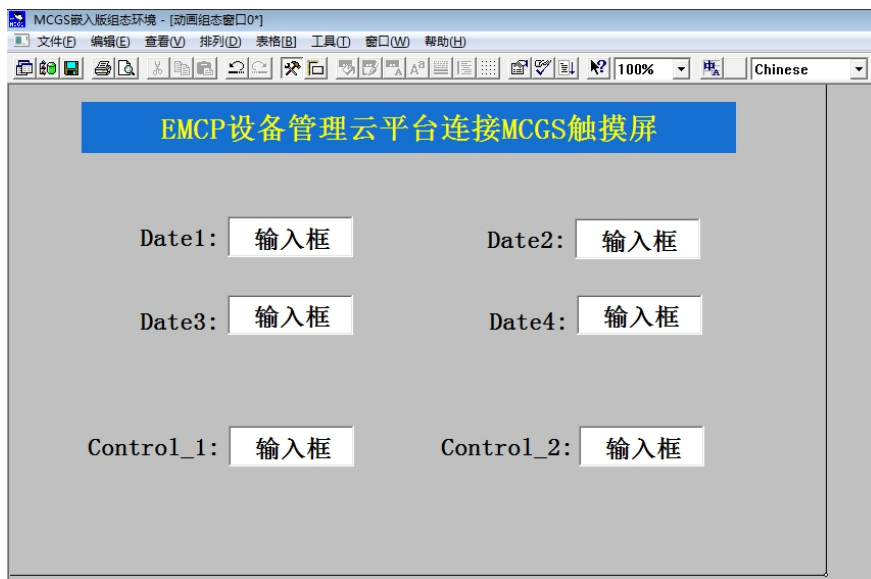 MCGS嵌入版组态环境 - [动画组态窗口0*]
文件(F) 编辑(E) 查看(V) 排列(D) 表格[B] 工具(T) 窗口(W) 帮助(H)
100% Chinese
EMCP设备管理云平台连接MCGS触摸屏
Date1: 输入框 Date2: 输入框
Date3: 输入框 Date4: 输入框
Control_1: 输入框 Control_2: 输入框